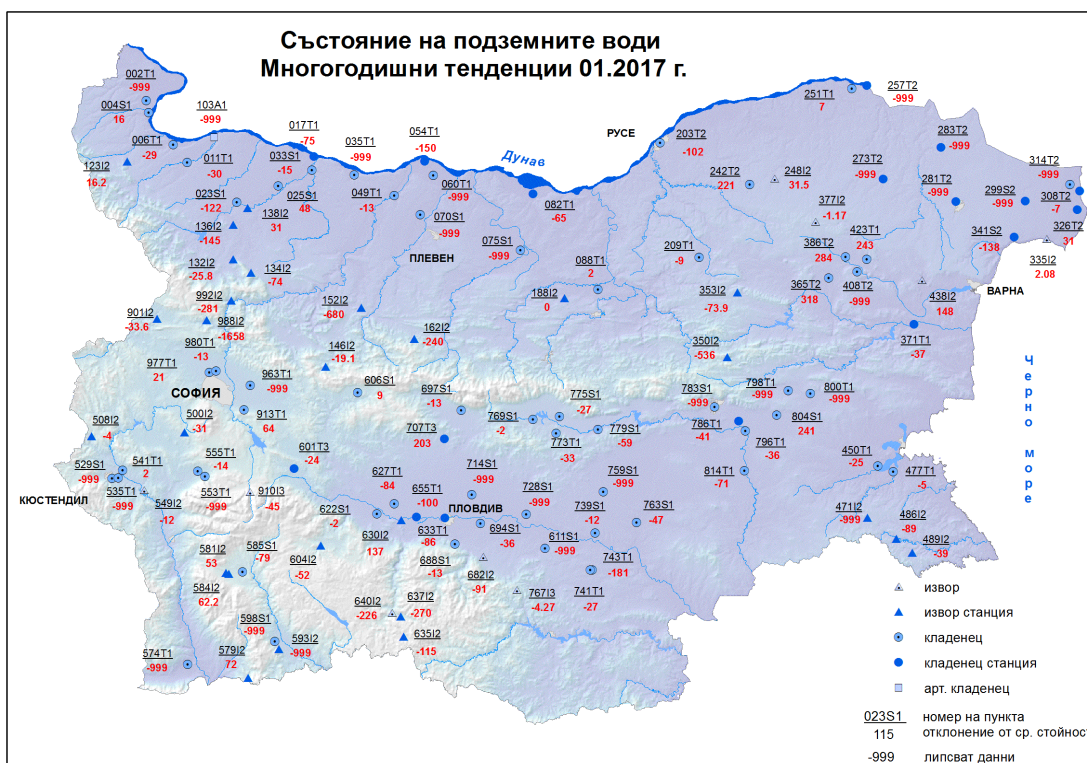 Състояние на подземните води
Многогодишни тенденции 01.2017 г.
002T1
-999
004S1
16
103A1
-999
006T1
-29
123I2
16.2
011T1
-30
017T1
-75
033S1
-15
035T1
-999
054T1
-150
РУСЕ
Дунав
203T2
-102
251T1
7
257T2
-999
283T2
-999
314T2
-999
023S1
-122
025S1
48
049T1
-13
060T1
-999
082T1
-65
242T2
221
248I2
31.5
273T2
-999
281T2
-999
299S2
-999
308T2
-7
138I2
31
136I2
-145
070S1
-999
377I2
-1.17
326T2
31
075S1
-999
ПЛЕВЕН
209T1
-9
386T2
284
423T1
243
341S2
-138
335I2
2.08
132I2
-25.8
134I2
-74
088T1
2
365T2
318
408T2
-999
438I2
148
ВАРНА
992I2
-281
988I2
-1658
901I2
-33.6
152I2
-680
188I2
0
353I2
-73.9
162I2
-240
980T1
-13
977T1
21
146I2
-19.1
350I2
-536
371T1
-37
СОФИЯ
963T1
-999
606S1
9
697S1
-13
775S1
-27
783S1
-999
798T1
-999
800T1
-999
Черно море
913T1
64
508I2
-4
500I2
-31
707T3
203
769S1
-2
773T1
-33
779S1
-59
786T1
-41
804S1
241
796T1
-36
601T3
-24
529S1
-999
541T1
2
555T1
-14
535T1
-999
КЮСТЕНДИЛ
549I2
-12
553T1
-999
910I3
-45
627T1
-84
714S1
-999
759S1
-999
814T1
-71
450T1
-25
477T1
-5
622S1
-2
655T1
-100
ПЛОВДИВ
728S1
-999
739S1
-12
763S1
-47
471I2
-999
486I2
-89
489I2
-39
630I2
137
633T1
-86
694S1
-36
611S1
-999
581I2
53
585S1
-79
604I2
-52
688S1
-13
682I2
-91
743T1
-181
741T1
-27
584I2
62.2
640I2
-226
637I2
-270
767I3
-4.27
598S1
-999
593I2
-999
635I2
-115
574T1
-999
579I2
72
извор
извор станция
кладенец
кладенец станция
арт. кладенец
023S1 номер на пункта
115 отклонение от ср. стойност
-999 липсват данни